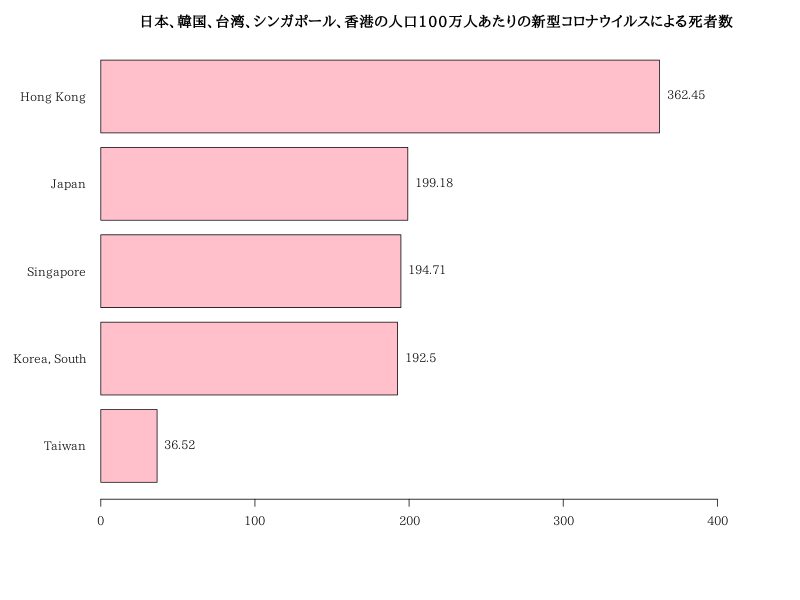 日本、韓国、台湾、シンガポール、香港の人口100万人あたりの新型コロナウイルスによる死者数
Hong Kong 362.45
Japan 199.18
Singapore 194.71
Korea, South 192.5
Taiwan 36.52
0 100 200 300 400